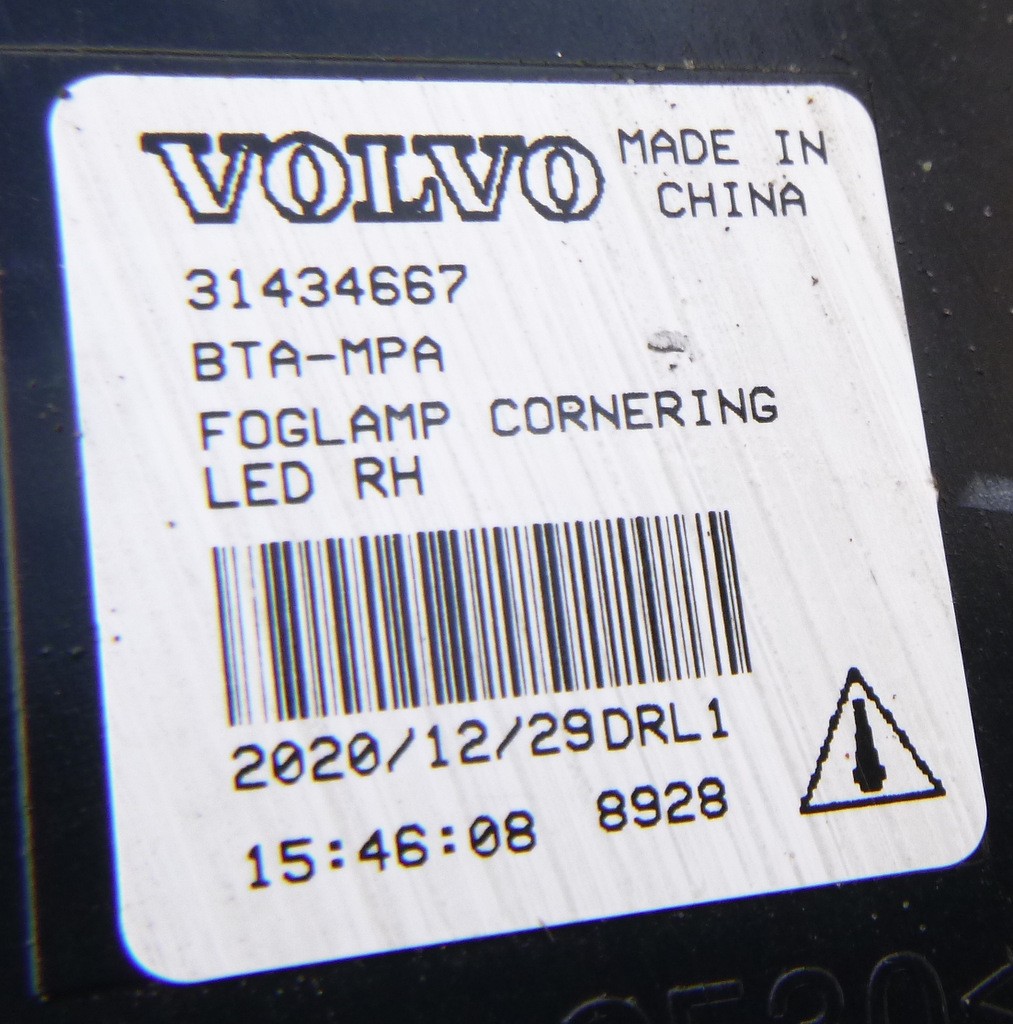 VOLVO MADE IN
CHINA
31434667
BTA-MPA
FOGLAMP CORNERING
LED RH
2020/12/29DRL1
15:46:08 8928